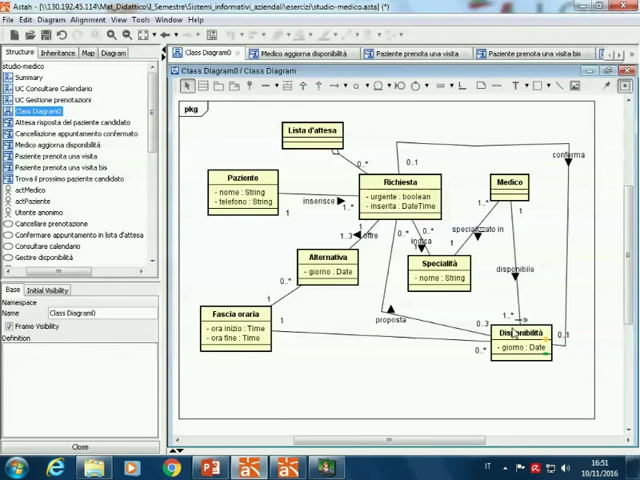 Astah - [\\130.192.45.114\Mat_Didattico\I_Semestre\Sistemi_informativi_aziendali\esercizi\studio-medico.asta] (*)
File Edit Diagram Alignment View Tools Window Help
Structure Inheritance Map Diagram
Class Diagram0 Medico aggiorna disponibilità Paziente prenota una visita Paziente prenota una visita bis
studio-medico
Summary
UC Consultare Calendario
UC Gestione prenotazioni
Class Diagram0
Attesa risposta del paziente candidato
Cancellazione appuntamento confermato
Medico aggiorna disponibilità
Paziente prenota una visita
Paziente prenota una visita bis
Trova il prossimo paziente candidato
actMedico
actPaziente
Utente anonimo
Cancellare prenotazione
Confermare appuntamento in lista d'attesa
Consultare calendario
Gestire disponibilità
Base Initial Visibility
Namespace
Name Class Diagram0
Frame Visibility
Definition
Close
Class Diagram0 / Class Diagram
pkg
Lista d'attesa
0..*
0..1
conferma
Paziente
- nome : String
- telefono : String
inserisce
1
1..*
Richiesta
- urgente : boolean
- inserita : DateTime
Medico
1..*
1
1
1..3
offre
0..*
0..*
indica
1
specializzato in
1
Alternativa
- giorno : Date
Specialità
- nome : String
disponibile
0..*
1
Fascia oraria
- ora inizio : Time
- ora fine : Time
1
proposta
0..3
1..*
Disponibilità
- giorno : Date
0..1
0..*
IT
16:51
10/11/2016